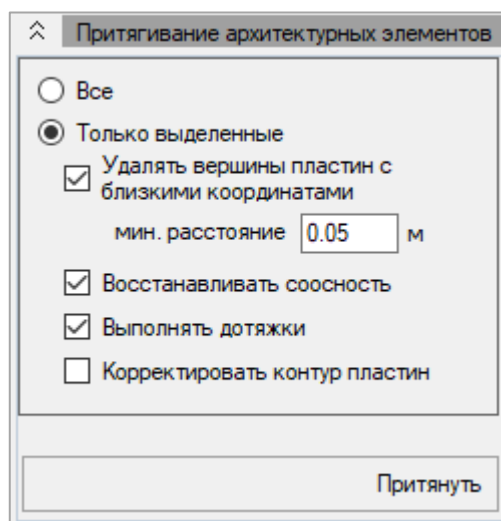 Притягивание архитектурных элементов
Все
Только выделенные
Удалять вершины пластин с
близкими координатами
мин. расстояние 0.05 м
Восстанавливать соосность
Выполнять дотяжки
Корректировать контур пластин
Притянуть